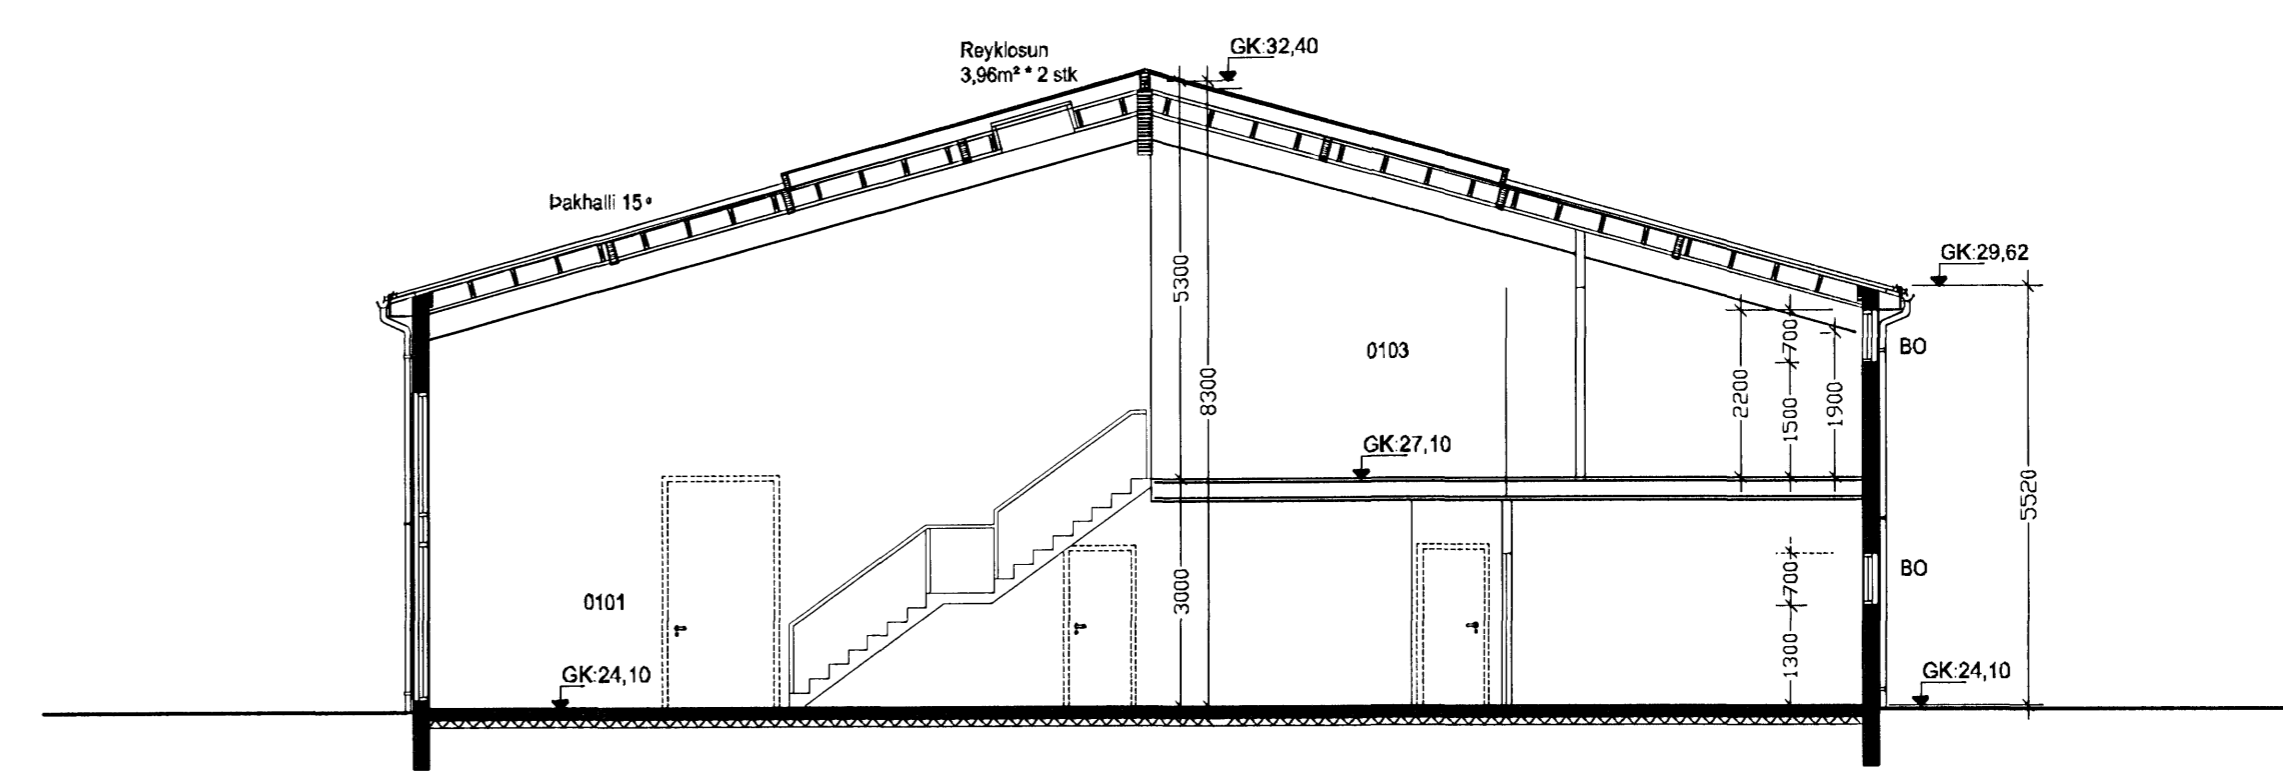 Reyklosun
3,96m² * 2 stk
GK:32,40
Þakhalli 15°
GK:29,62
5300
8300
0103
700
2200
1500
1900
BO
GK:27,10
5520
BO
700
0101
3000
1300
GK:24,10
GK:24,10